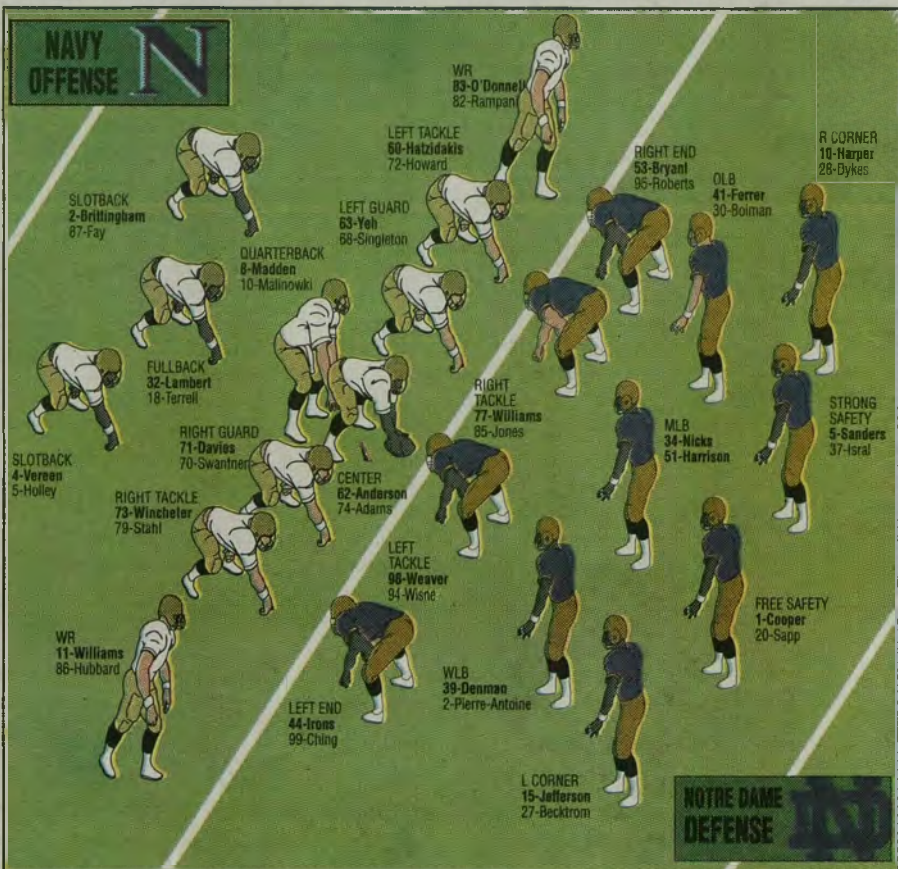 NAVY
OFFENSE
N
WR
83-O'Donnell
82-Rampani
LEFT TACKLE
60-Hatzidakis
72-Howard
RIGHT END
53-Bryant
95-Roberts
R CORNER
10-Harper
28-Dykes
OLB
41-Ferrer
30-Boiman
SLOTBACK
2-Brittingham
87-Fay
LEFT GUARD
63-Yeh
68-Singleton
QUARTERBACK
8-Madden
10-Malinowki
FULLBACK
32-Lambert
18-Terrell
RIGHT
TACKLE
77-Williams
85-Jones
STRONG
SAFETY
5-Sanders
37-Isral
MLB
34-Nicks
51-Harrison
SLOTBACK
4-Vereen
5-Holley
RIGHT GUARD
71-Davies
70-Swantner
CENTER
62-Anderson
74-Adams
RIGHT TACKLE
73-Wincheler
79-Stahl
LEFT
TACKLE
98-Weaver
94-Wisne
FREE SAFETY
1-Cooper
20-Sapp
WR
11-Williams
86-Hubbard
WLB
39-Denman
2-Pierre-Antoine
LEFT END
44-Irons
99-Ching
L CORNER
15-Jefferson
27-Becktrom
NOTRE DAME
DEFENSE
ND